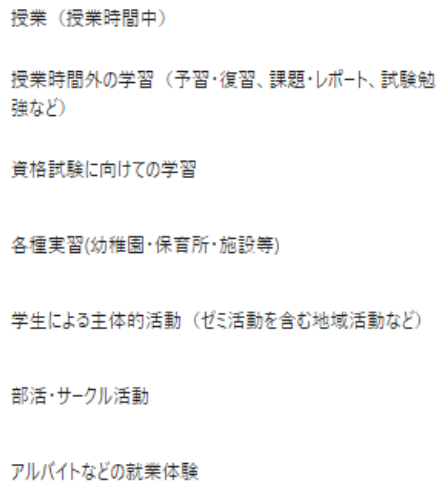 授業（授業時間中）
授業時間外の学習（予習・復習、課題・レポート、試験勉
強など）
資格試験に向けての学習
各種実習(幼稚園・保育所・施設等)
学生による主体的活動（ゼミ活動を含む地域活動など）
部活・サークル活動
アルバイトなどの就業体験